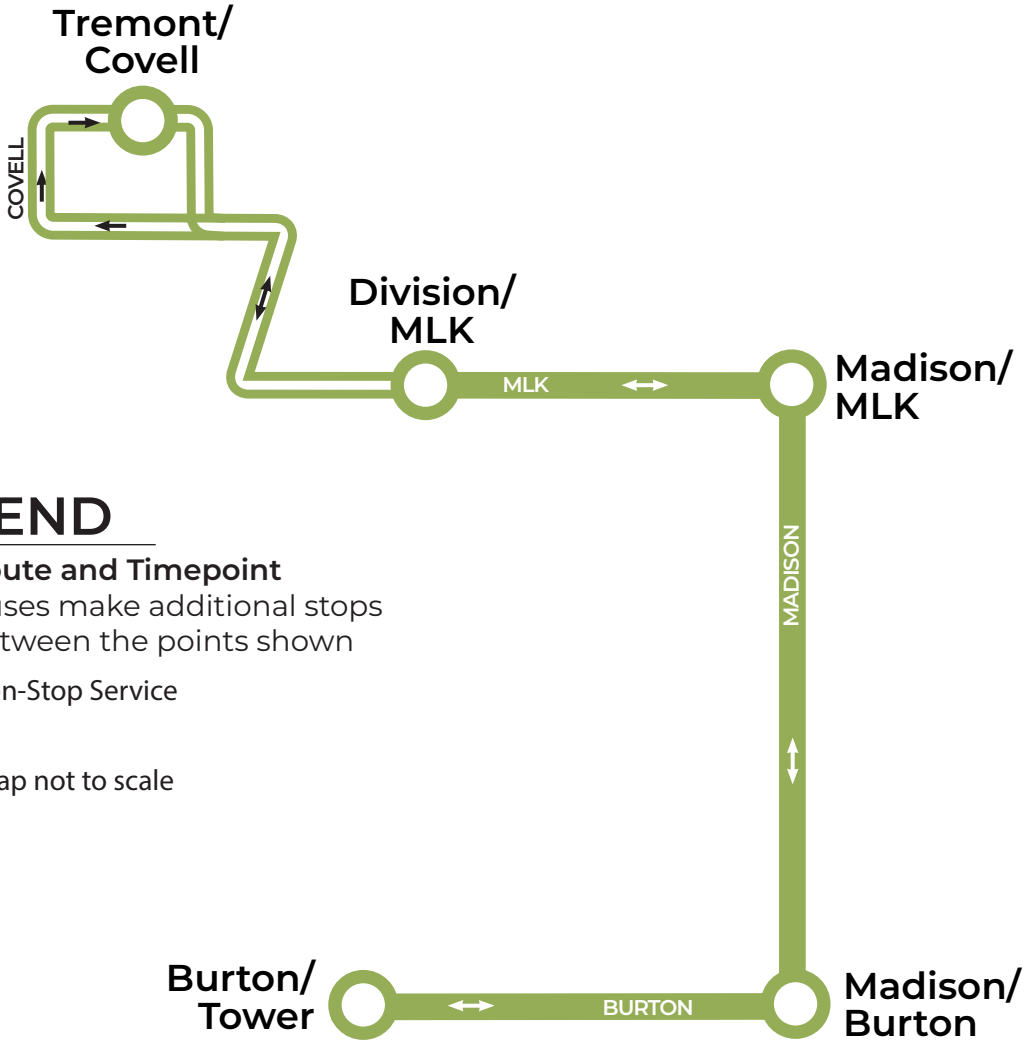 Tremont/
Covell
COVELL
Division/
MLK
MLK
Madison/
MLK
END
ute and Timepoint
uses make additional stops
tween the points shown
n-Stop Service
ap not to scale
MADISON
Burton/
Tower
BURTON
Madison/
Burton